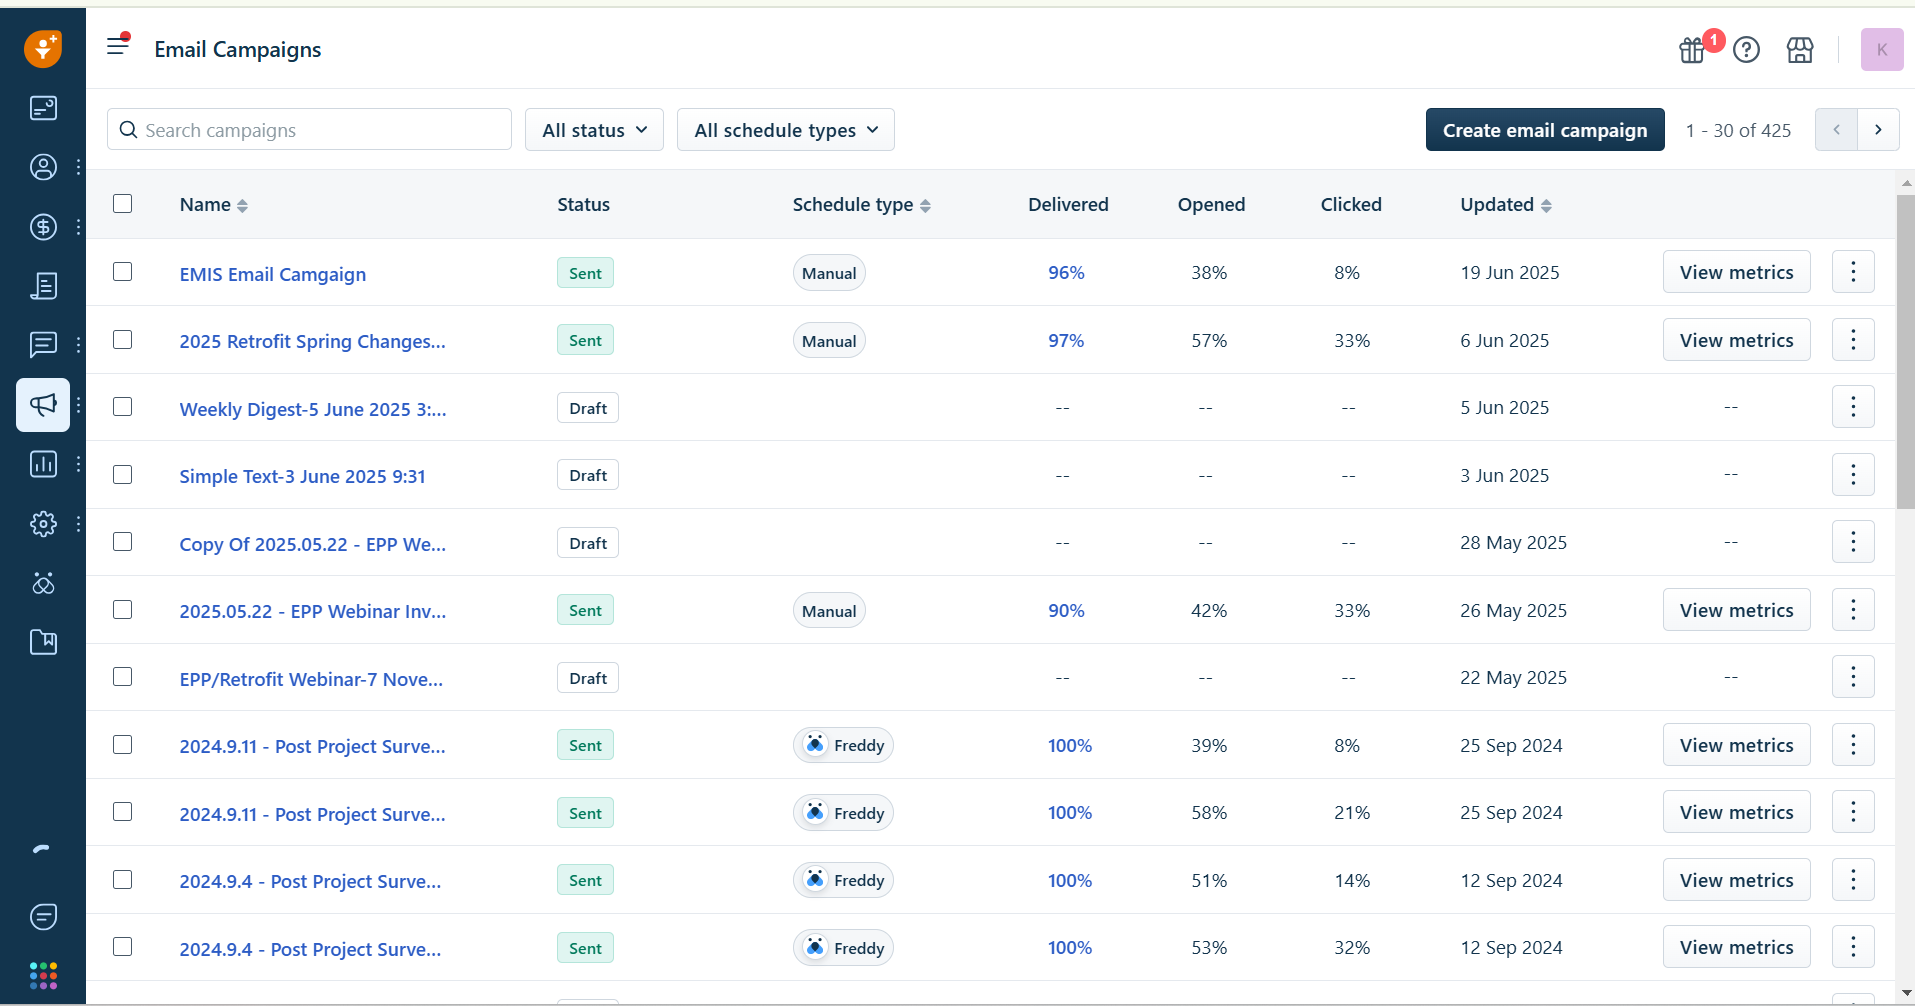 Email Campaigns
1
K
Search campaigns
All status
All schedule types
Create email campaign
1 - 30 of 425
Name Status Schedule type Delivered Opened Clicked Updated
EMIS Email Camgaign Sent Manual 96% 38% 8% 19 Jun 2025 View metrics
2025 Retrofit Spring Changes... Sent Manual 97% 57% 33% 6 Jun 2025 View metrics
Weekly Digest-5 June 2025 3:... Draft -- -- -- 5 Jun 2025 --
Simple Text-3 June 2025 9:31 Draft -- -- -- 3 Jun 2025 --
Copy Of 2025.05.22 - EPP We... Draft -- -- -- 28 May 2025 --
2025.05.22 - EPP Webinar Inv... Sent Manual 90% 42% 33% 26 May 2025 View metrics
EPP/Retrofit Webinar-7 Nove... Draft -- -- -- 22 May 2025 --
2024.9.11 - Post Project Surve... Sent Freddy 100% 39% 8% 25 Sep 2024 View metrics
2024.9.11 - Post Project Surve... Sent Freddy 100% 58% 21% 25 Sep 2024 View metrics
2024.9.4 - Post Project Surve... Sent Freddy 100% 51% 14% 12 Sep 2024 View metrics
2024.9.4 - Post Project Surve... Sent Freddy 100% 53% 32% 12 Sep 2024 View metrics